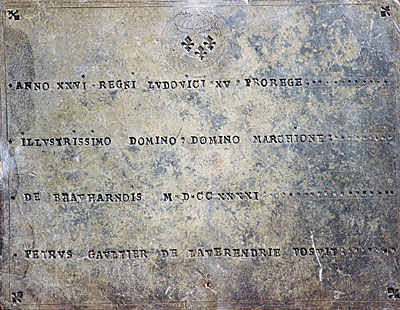 ANNO XXVI REGNI LVDOVICI XV PROREGE
ILLVSTRISSIMO DOMINO DOMINO MARCHIONE
DE BEAVHARNOIS M D CC XXXXI
PETRVS GAVLTIER DE LAVERENDRIE POSVIT